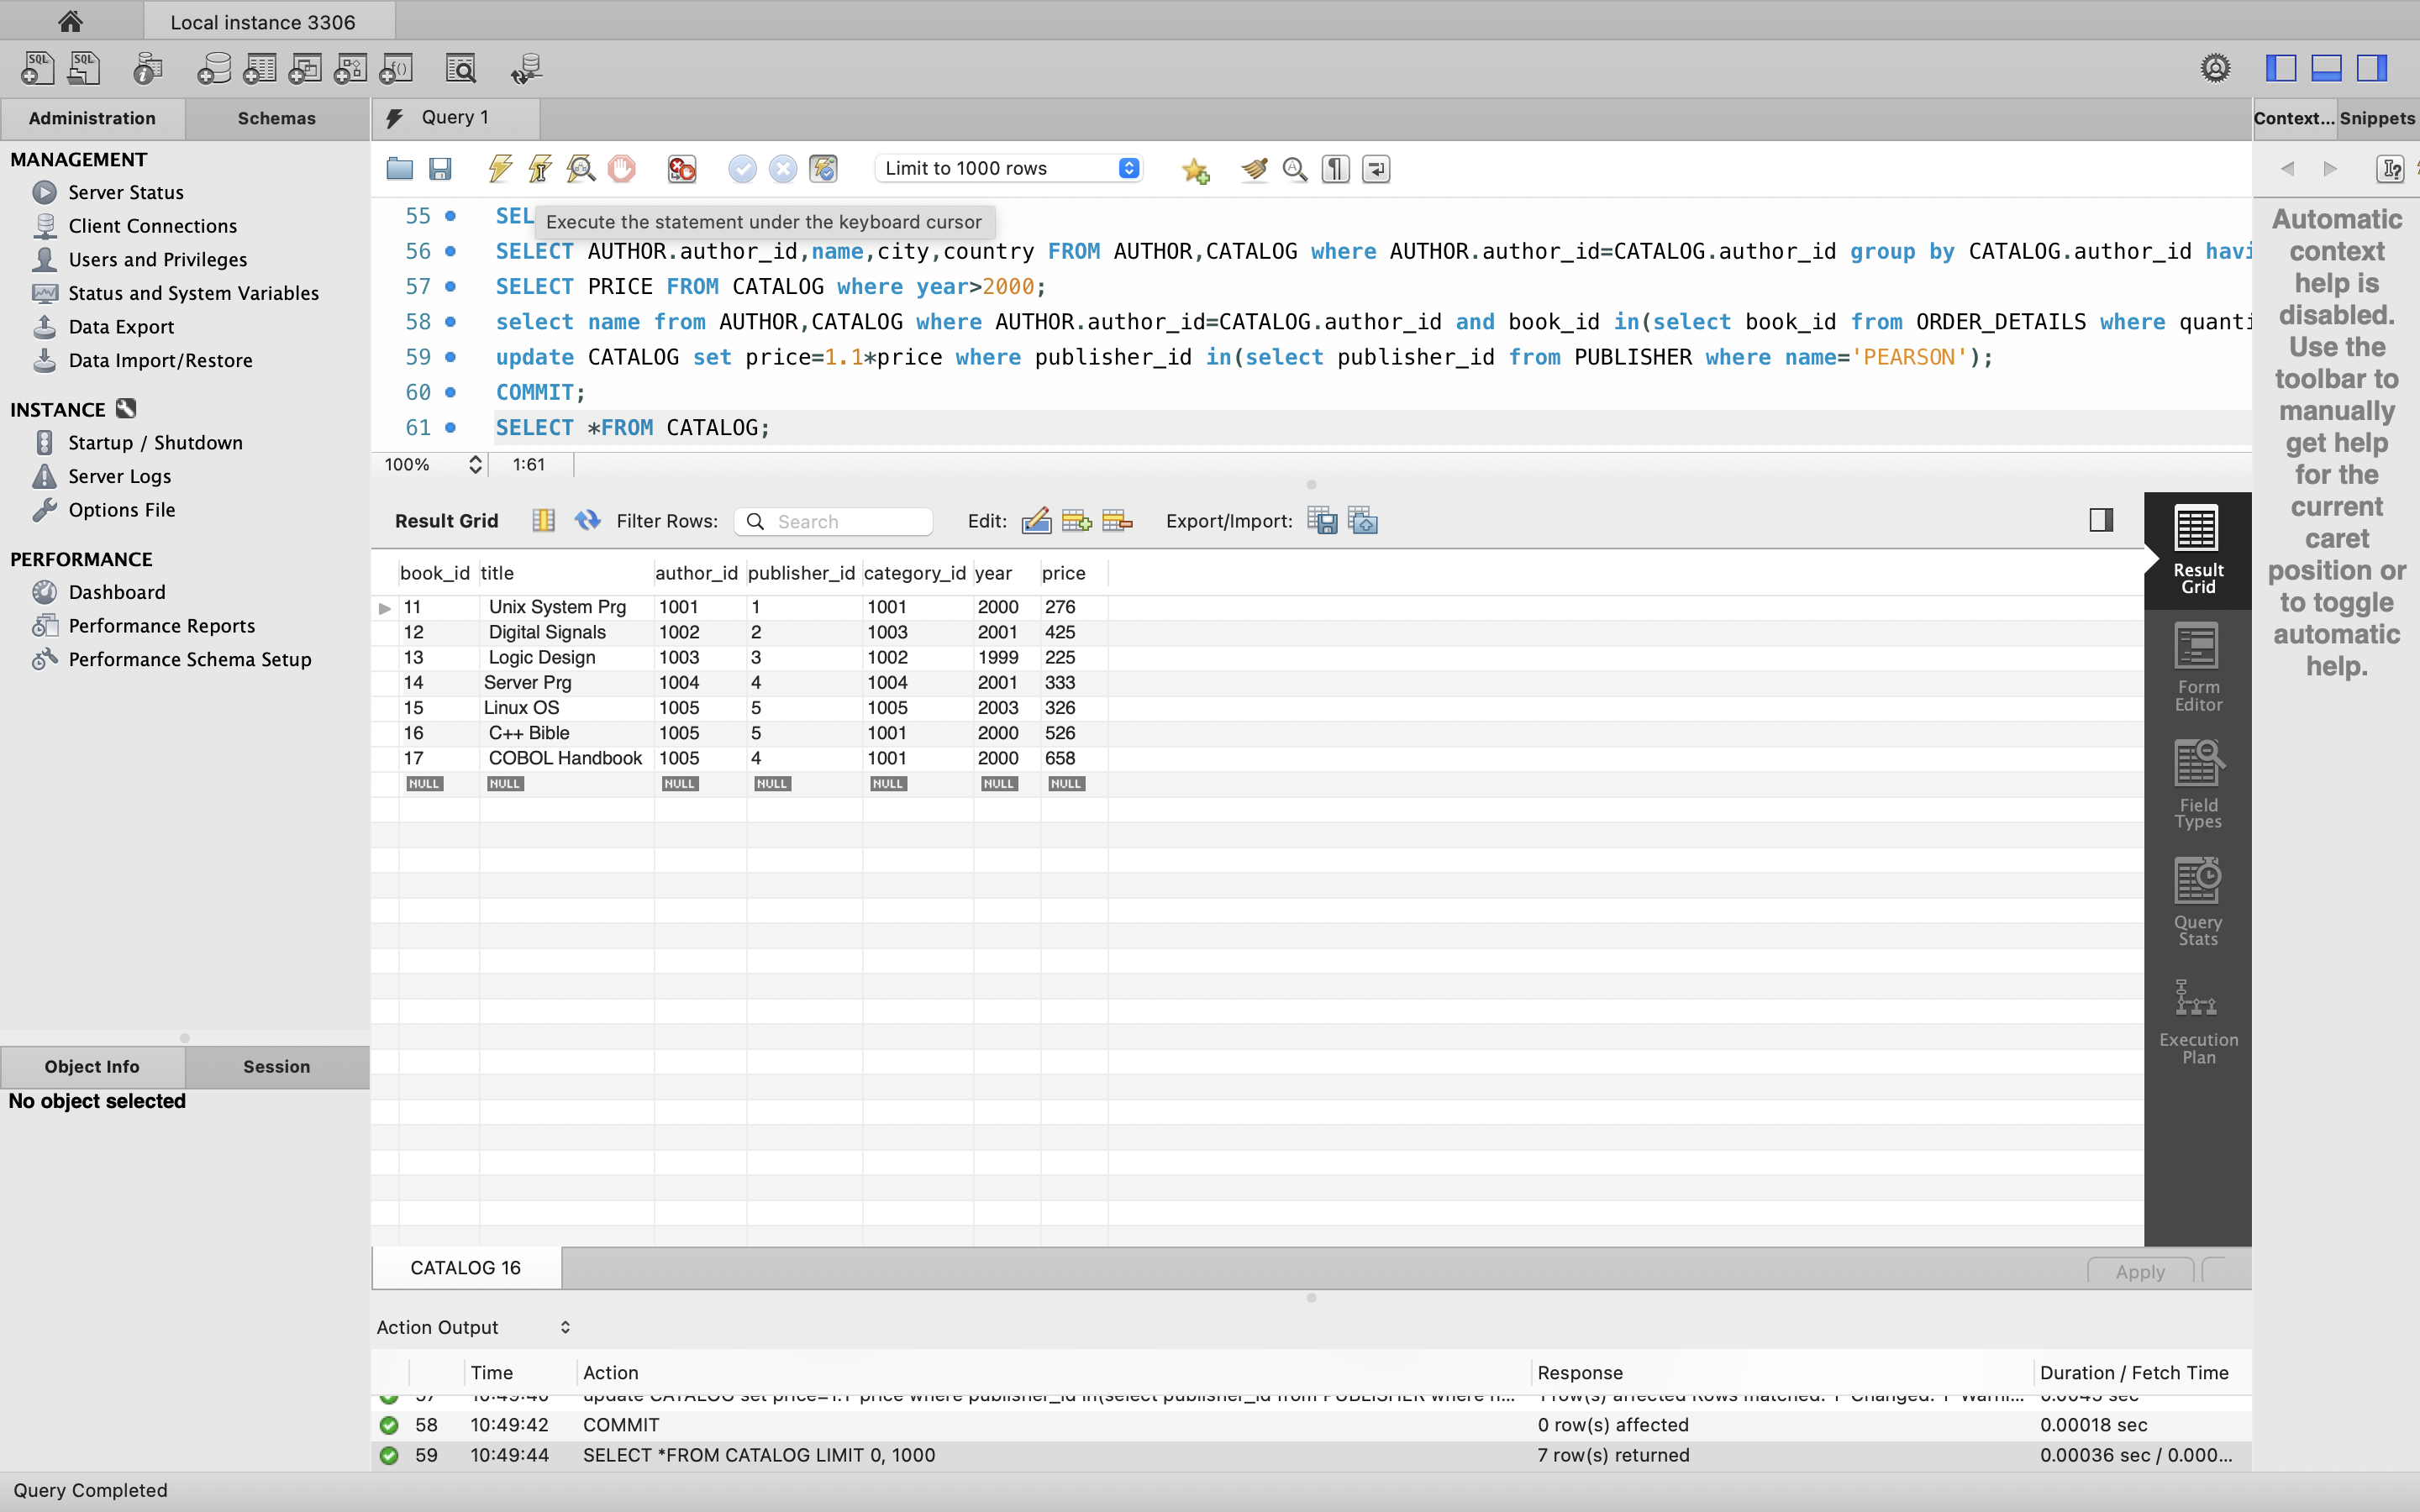 Local instance 3306
SQL SQL
Administration Schemas
Query 1
Context... Snippets
MANAGEMENT
Server Status
Client Connections
Users and Privileges
Status and System Variables
Data Export
Data Import/Restore
INSTANCE
Startup / Shutdown
Server Logs
Options File
PERFORMANCE
Dashboard
Performance Reports
Performance Schema Setup
Object Info Session
No object selected
Limit to 1000 rows
55 SEL
Execute the statement under the keyboard cursor
56 SELECT AUTHOR.author_id,name,city,country FROM AUTHOR,CATALOG where AUTHOR.author_id=CATALOG.author_id group by CATALOG.author_id havi
57 SELECT PRICE FROM CATALOG where year>2000;
58 select name from AUTHOR,CATALOG where AUTHOR.author_id=CATALOG.author_id and book_id in(select book_id from ORDER_DETAILS where quanti
59 update CATALOG set price=1.1*price where publisher_id in(select publisher_id from PUBLISHER where name='PEARSON');
60 COMMIT;
61 SELECT *FROM CATALOG;
100% 1:61
Result Grid Filter Rows: Search Edit: Export/Import:
book_id title author_id publisher_id category_id year price
11 Unix System Prg 1001 1 1001 2000 276
12 Digital Signals 1002 2 1003 2001 425
13 Logic Design 1003 3 1002 1999 225
14 Server Prg 1004 4 1004 2001 333
15 Linux OS 1005 5 1005 2003 326
16 C++ Bible 1005 5 1001 2000 526
17 COBOL Handbook 1005 4 1001 2000 658
NULL NULL NULL NULL NULL NULL NULL
Result
Grid
Form
Editor
Field
Types
Query
Stats
Execution
Plan
Automatic
context
help is
disabled.
Use the
toolbar to
manually
get help
for the
current
caret
position or
to toggle
automatic
help.
CATALOG 16
Apply
Action Output
Time Action Response Duration / Fetch Time
57 10:49:40 update CATALOG set price=1.1*price where publisher_id in(select publisher_id from PUBLISHER where n... 1 row(s) affected Rows matched: 1 Changed: 1 Warni... 0.0045 sec
58 10:49:42 COMMIT 0 row(s) affected 0.00018 sec
59 10:49:44 SELECT *FROM CATALOG LIMIT 0, 1000 7 row(s) returned 0.00036 sec / 0.000...
Query Completed